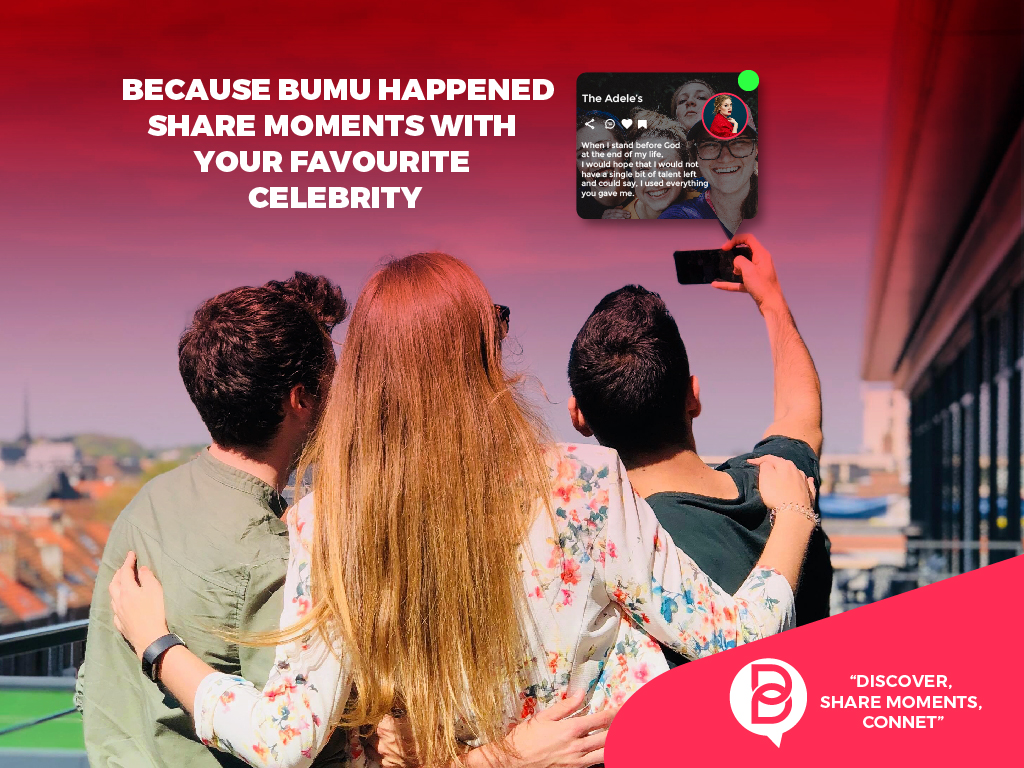 BECAUSE BUMU HAPPENED
SHARE MOMENTS WITH
YOUR FAVOURITE
CELEBRITY
The Adele's
When I stand before God
at the end of my life,
I would hope that I would not
have a single bit of talent left
and could say, I used everything
you gave me.
“DISCOVER,
SHARE MOMENTS,
CONNET”